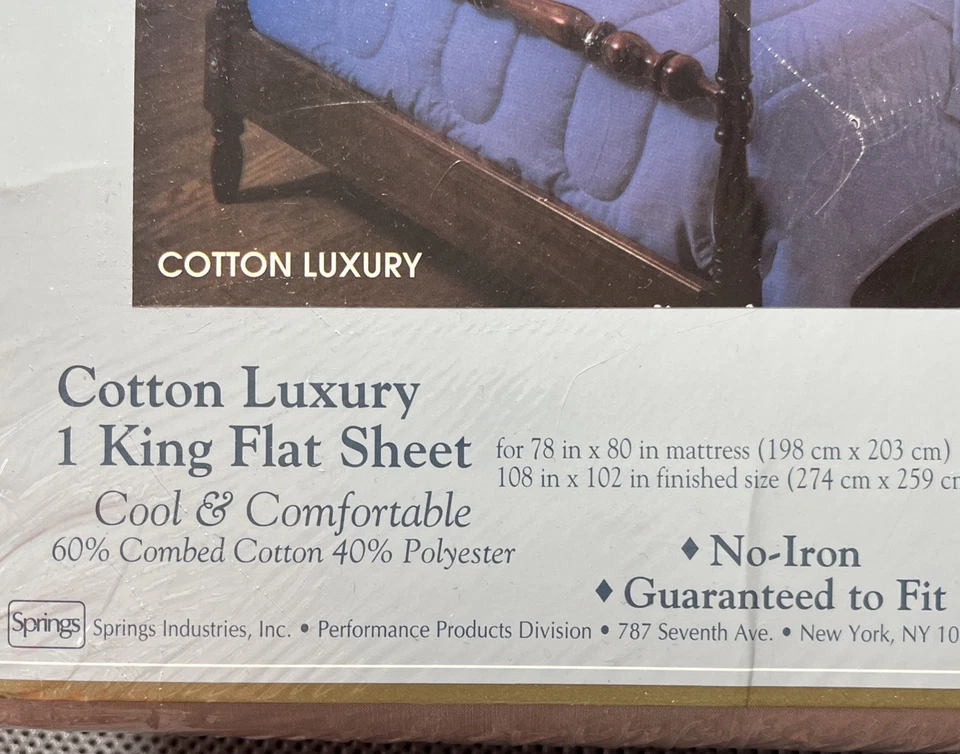 COTTON LUXURY
Cotton Luxury
1 King Flat Sheet
for 78 in x 80 in mattress (198 cm x 203 cm)
108 in x 102 in finished size (274 cm x 259 cm
Cool & Comfortable
60% Combed Cotton 40% Polyester
♦ No-Iron
♦ Guaranteed to Fit
Springs
Springs Industries, Inc. • Performance Products Division • 787 Seventh Ave. • New York, NY 10